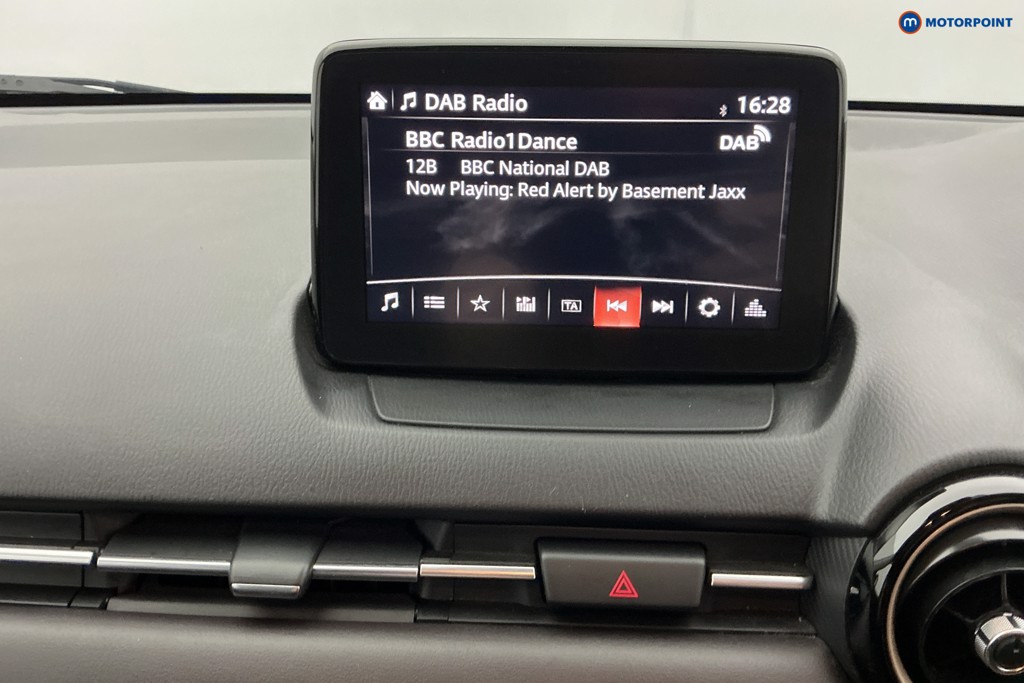 m MOTORPOINT
DAB Radio 16:28
BBC Radio1Dance DAB
12B BBC National DAB
Now Playing: Red Alert by Basement Jaxx
TA